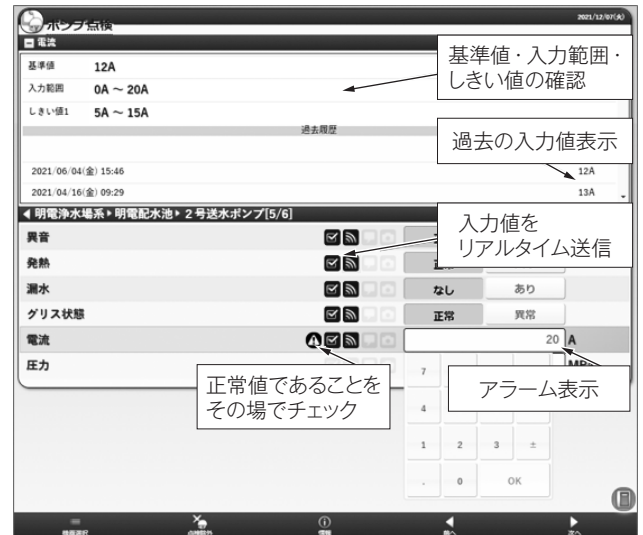 ポンプ点検
2021/12/07(火)
電流
基準値 12A
入力範囲 0A ～ 20A
しきい値1 5A ～ 15A
基準値・入力範囲・
しきい値の確認
過去履歴
過去の入力値表示
2021/06/04(金) 15:46 12A
2021/04/16(金) 09:29 13A
明電浄水場系▶明電配水池▶２号送水ポンプ[5/6]
入力値を
リアルタイム送信
異音
発熱
漏水 なし あり
グリス状態 正常 異常
電流 20 A
圧力
正常値であることを
その場でチェック
アラーム表示
7
4
1 2 3 ±
. 0 OK
情報
前へ
次へ